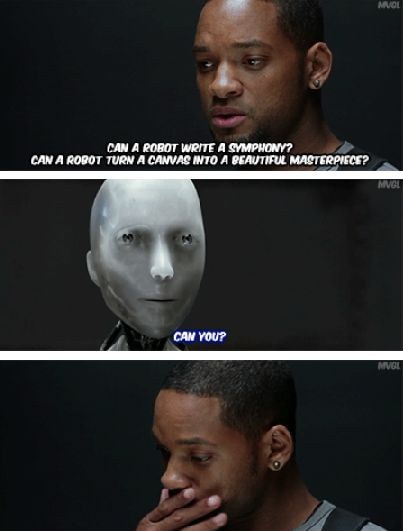 MVGL
CAN A ROBOT WRITE A SYMPHONY?
CAN A ROBOT TURN A CANVAS INTO A BEAUTIFUL MASTERPIECE?
MVGL
CAN YOU?
MVGL